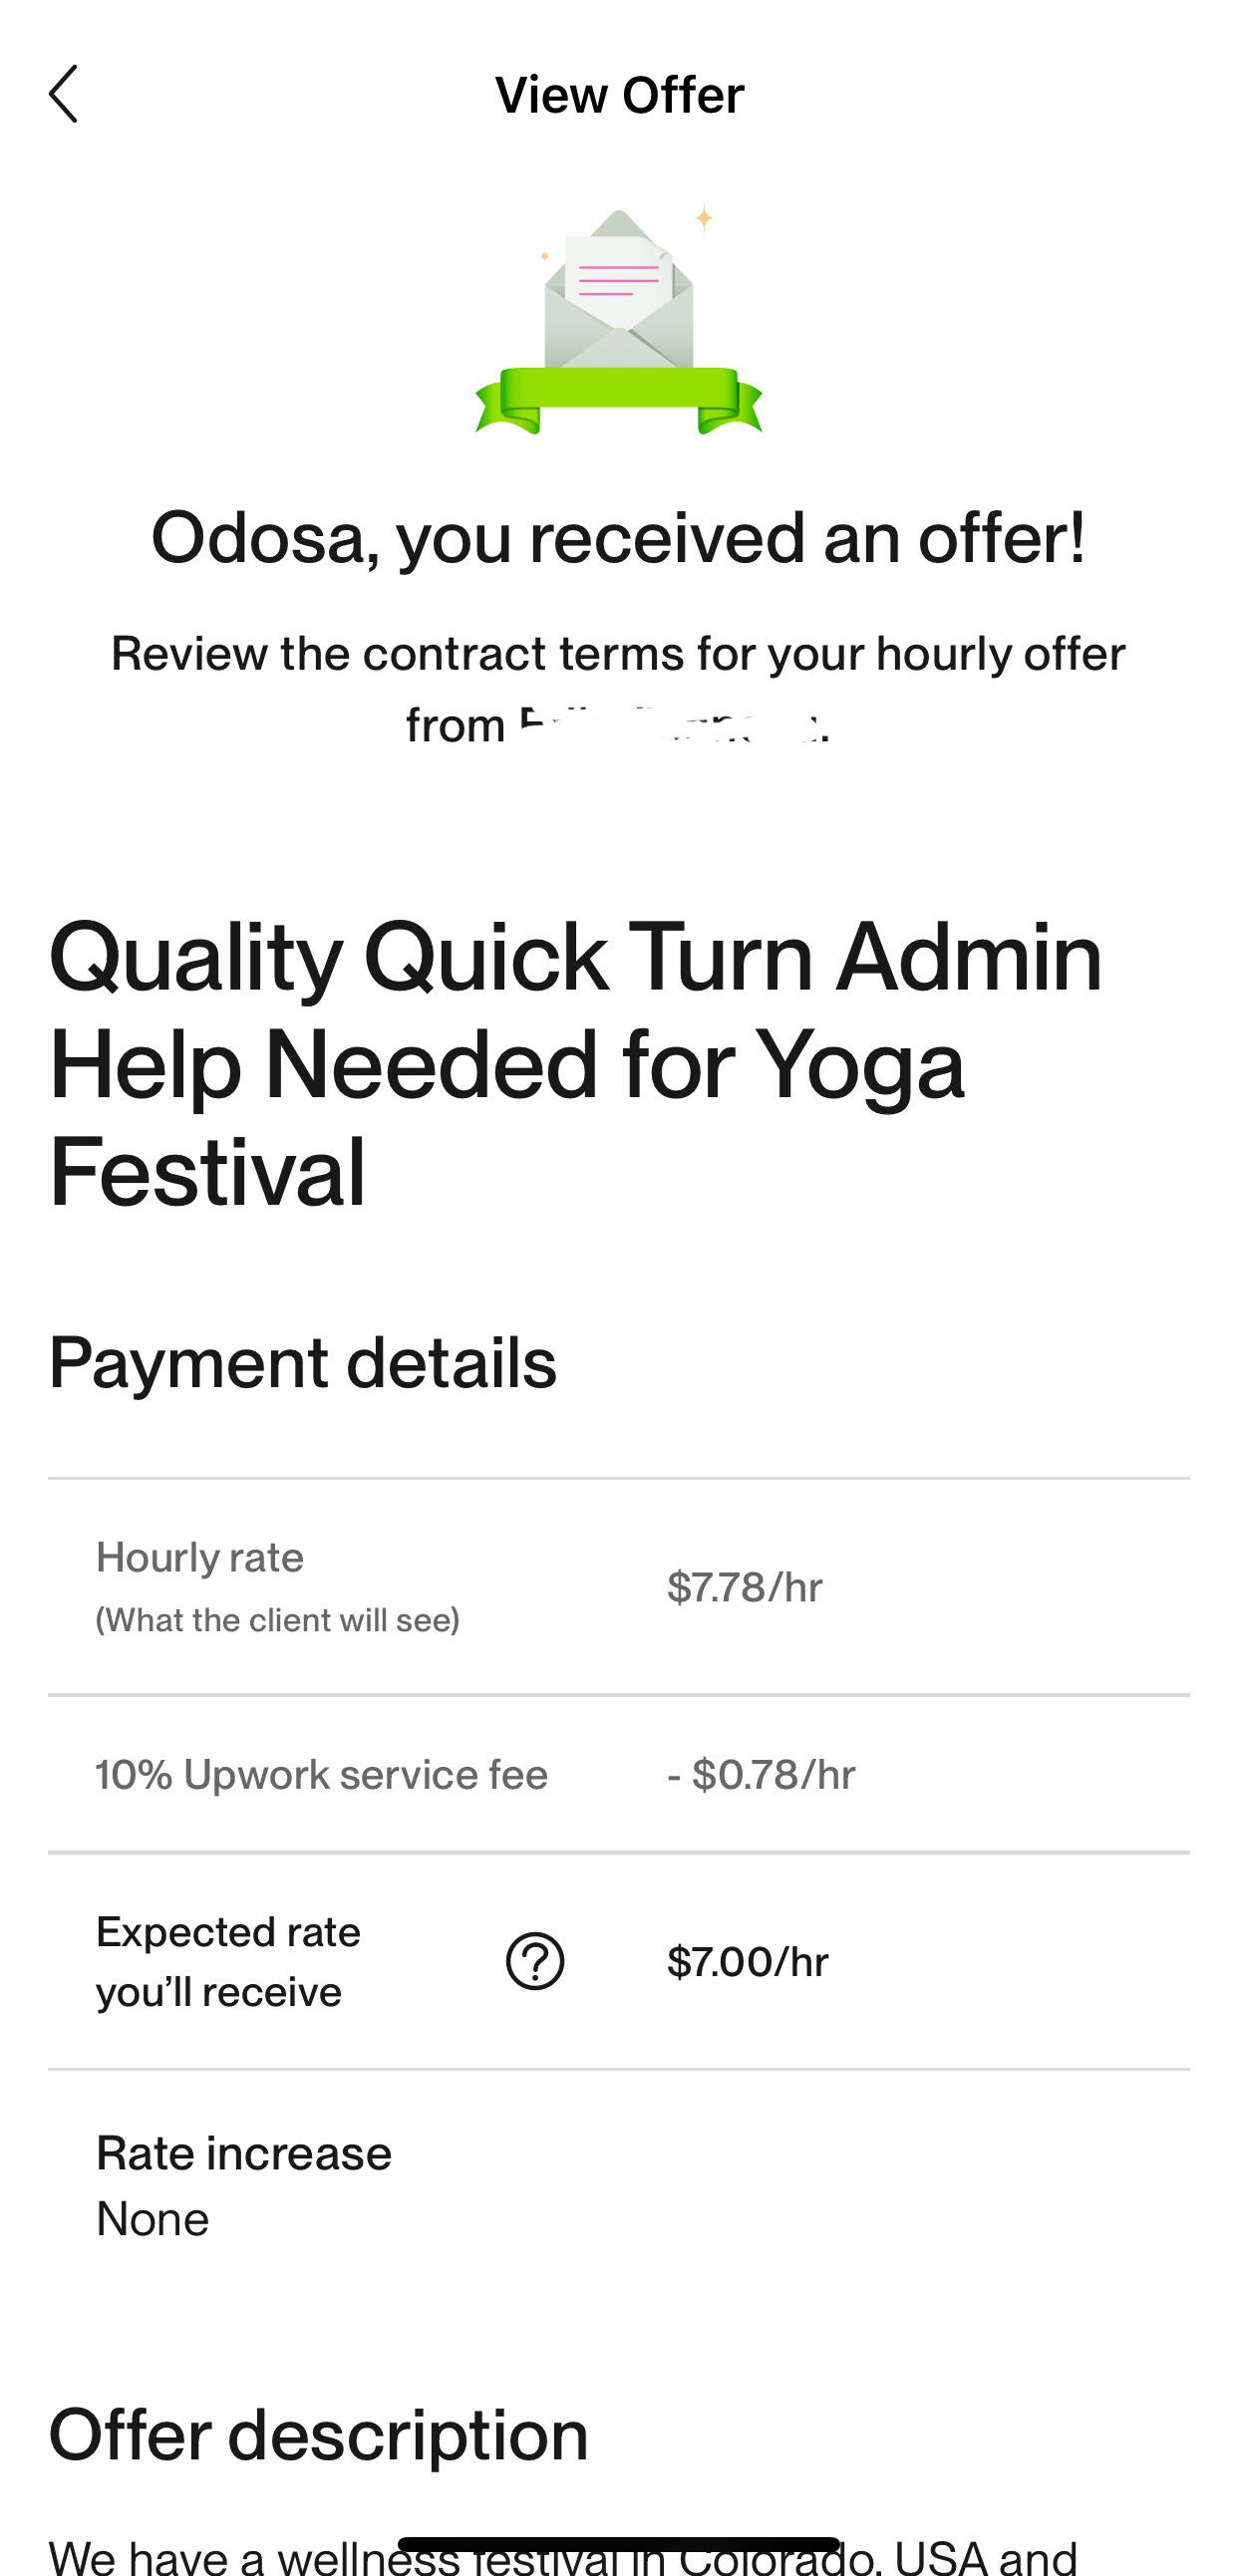 View Offer
Odosa, you received an offer!
Review the contract terms for your hourly offer
from
Quality Quick Turn Admin
Help Needed for Yoga
Festival
Payment details
Hourly rate
(What the client will see)
$7.78/hr
10% Upwork service fee
- $0.78/hr
Expected rate
you’ll receive
?
$7.00/hr
Rate increase
None
Offer description
We have a wellness festival in Colorado, USA and